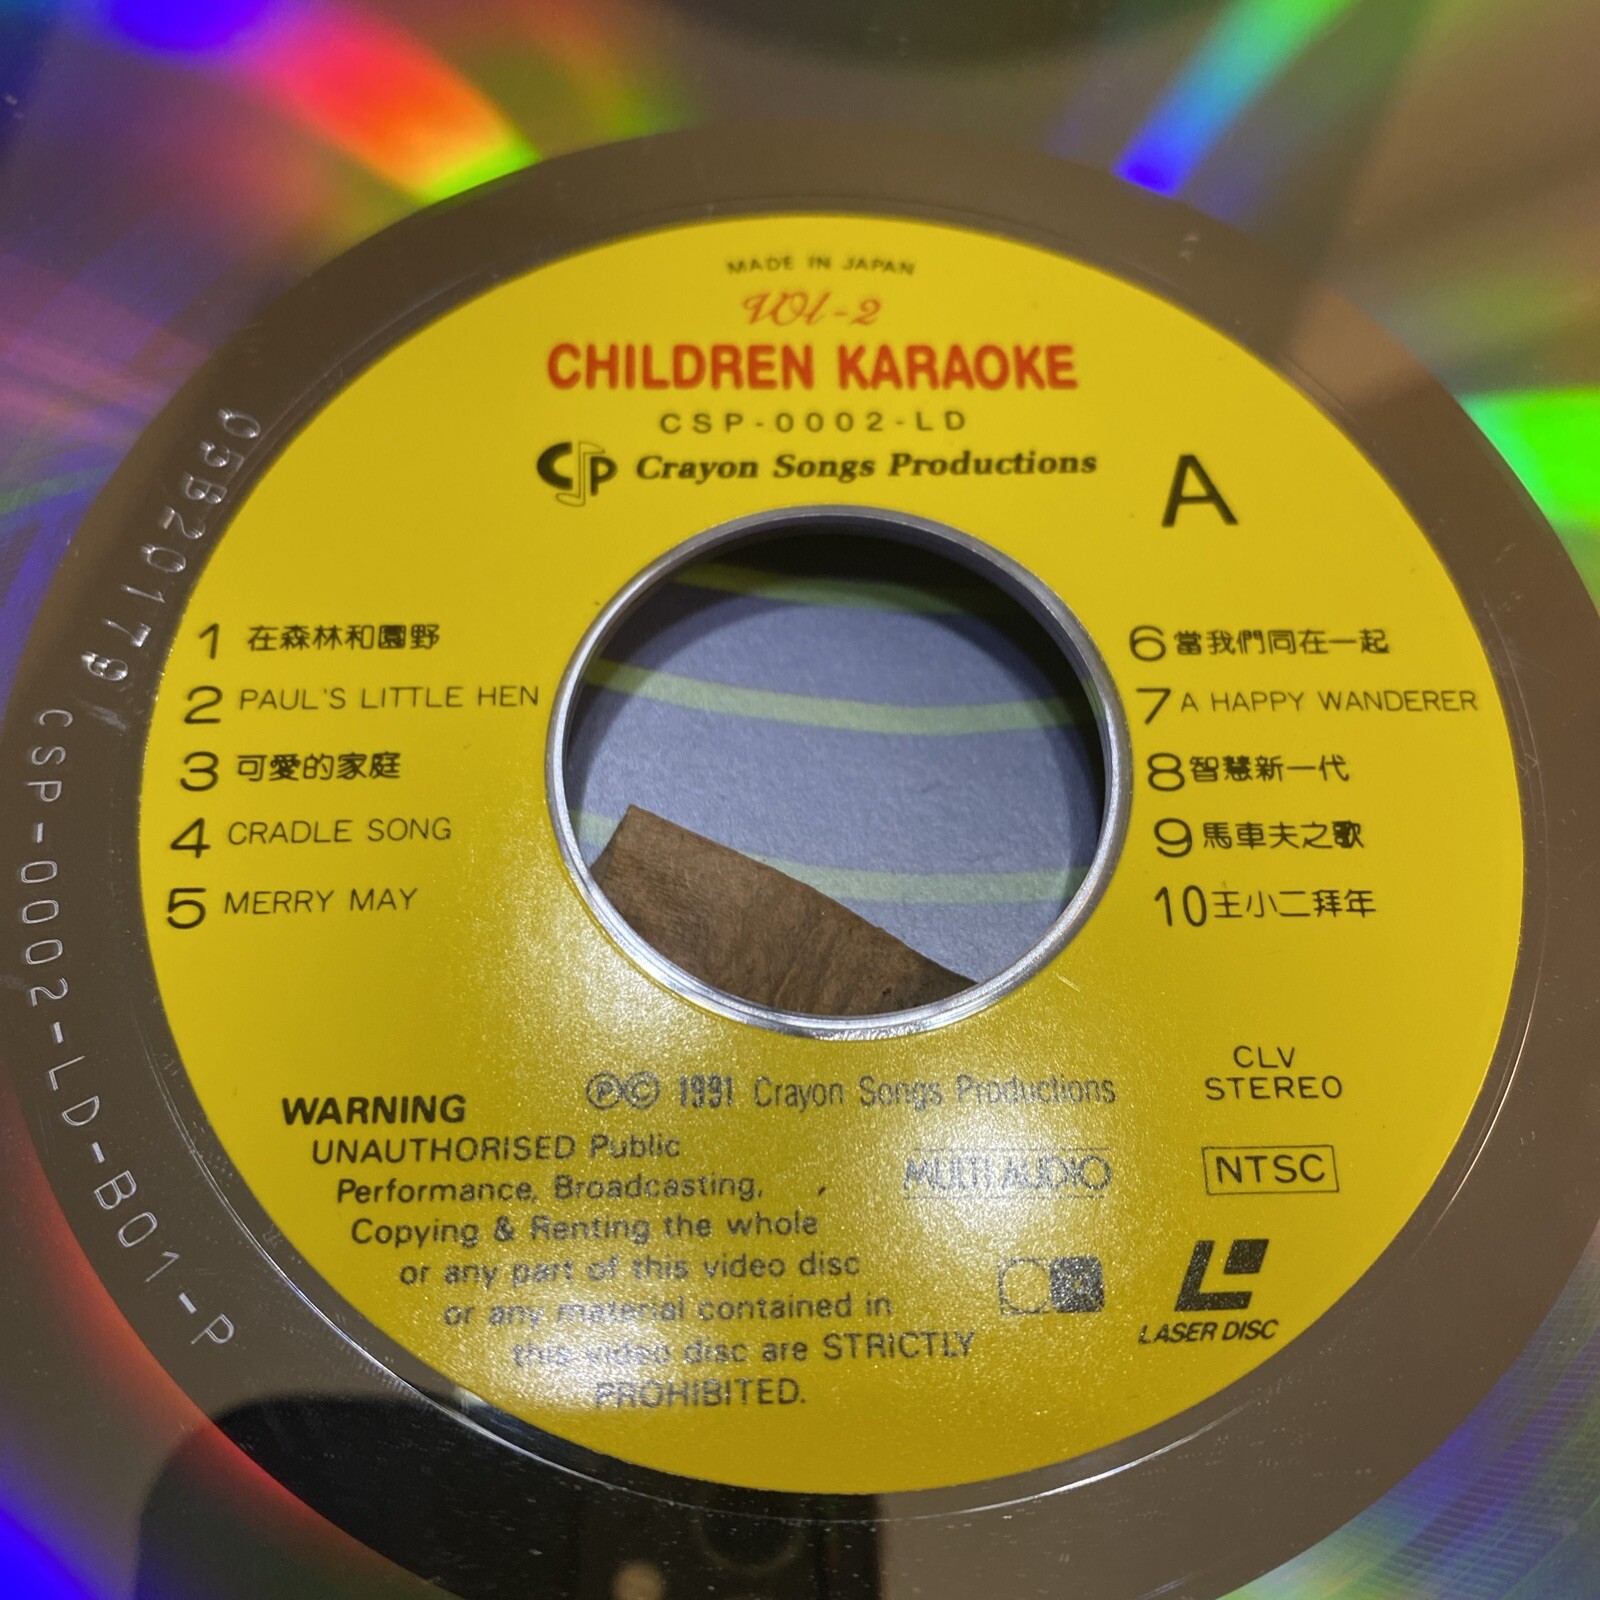 MADE IN JAPAN
Vol-2
CHILDREN KARAOKE
CSP-0002-LD
CSP Crayon Songs Productions
A
1 在森林和園野
2 PAUL'S LITTLE HEN
3 可愛的家庭
4 CRADLE SONG
5 MERRY MAY
6 當我們同在一起
7 A HAPPY WANDERER
8 智慧新一代
9 馬車夫之歌
10 王小二拜年
WARNING
UNAUTHORISED Public
Performance, Broadcasting,
Copying & Renting the whole
or any part of this video disc
or any material contained in
this video disc are STRICTLY
PROHIBITED.
Ⓟ© 1991 Crayon Songs Productions
CLV
STEREO
MULTI AUDIO
NTSC
LASER DISC
95B20179
CSP-0002-LD-B01-P